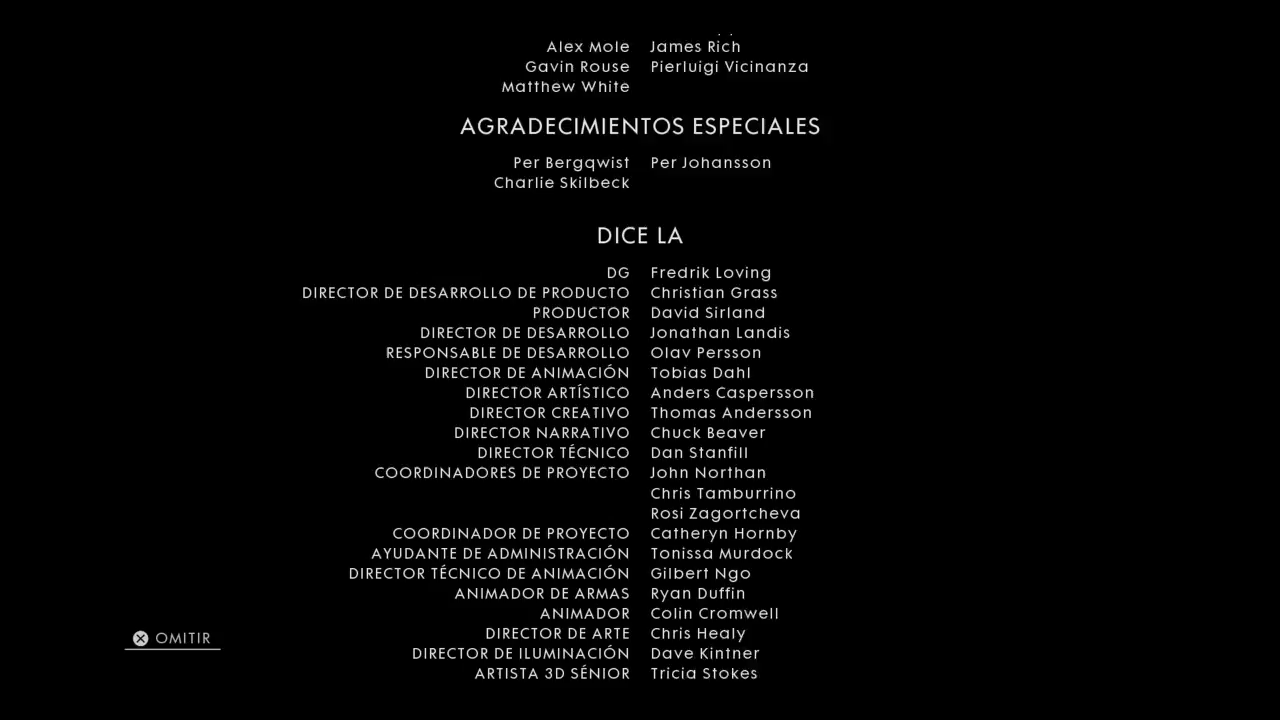 Alex Mole James Rich
Gavin Rouse Pierluigi Vicinanza
Matthew White
AGRADECIMIENTOS ESPECIALES
Per Bergqwist Per Johansson
Charlie Skilbeck
DICE LA
DG Fredrik Loving
DIRECTOR DE DESARROLLO DE PRODUCTO Christian Grass
PRODUCTOR David Sirland
DIRECTOR DE DESARROLLO Jonathan Landis
RESPONSABLE DE DESARROLLO Olav Persson
DIRECTOR DE ANIMACIÓN Tobias Dahl
DIRECTOR ARTÍSTICO Anders Caspersson
DIRECTOR CREATIVO Thomas Andersson
DIRECTOR NARRATIVO Chuck Beaver
DIRECTOR TÉCNICO Dan Stanfill
COORDINADORES DE PROYECTO John Northan
Chris Tamburrino
Rosi Zagortcheva
COORDINADOR DE PROYECTO Catheryn Hornby
AYUDANTE DE ADMINISTRACIÓN Tonissa Murdock
DIRECTOR TÉCNICO DE ANIMACIÓN Gilbert Ngo
ANIMADOR DE ARMAS Ryan Duffin
ANIMADOR Colin Cromwell
DIRECTOR DE ARTE Chris Healy
OMITIR
DIRECTOR DE ILUMINACIÓN Dave Kintner
ARTISTA 3D SÉNIOR Tricia Stokes